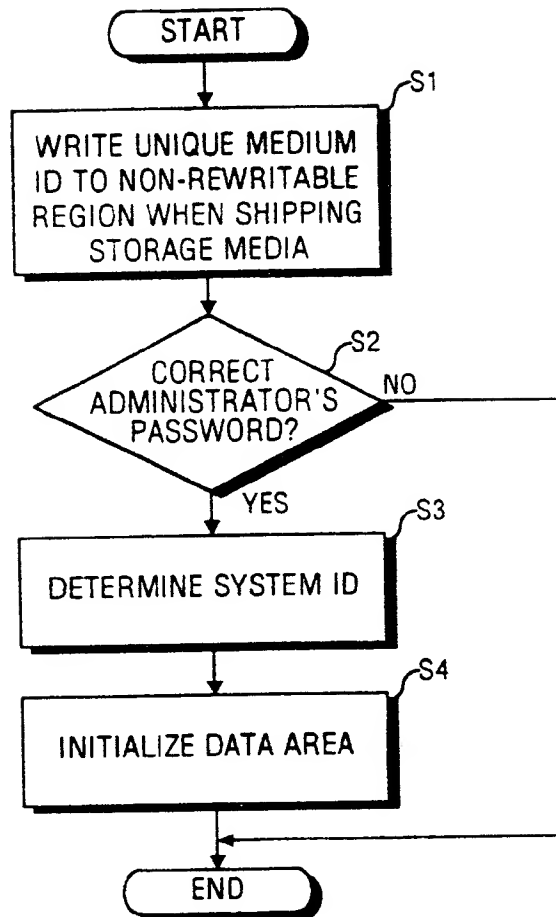 START
S1
WRITE UNIQUE MEDIUM
ID TO NON-REWRITABLE
REGION WHEN SHIPPING
STORAGE MEDIA
S2
CORRECT
ADMINISTRATOR'S
PASSWORD?
NO
YES
S3
DETERMINE SYSTEM ID
S4
INITIALIZE DATA AREA
END